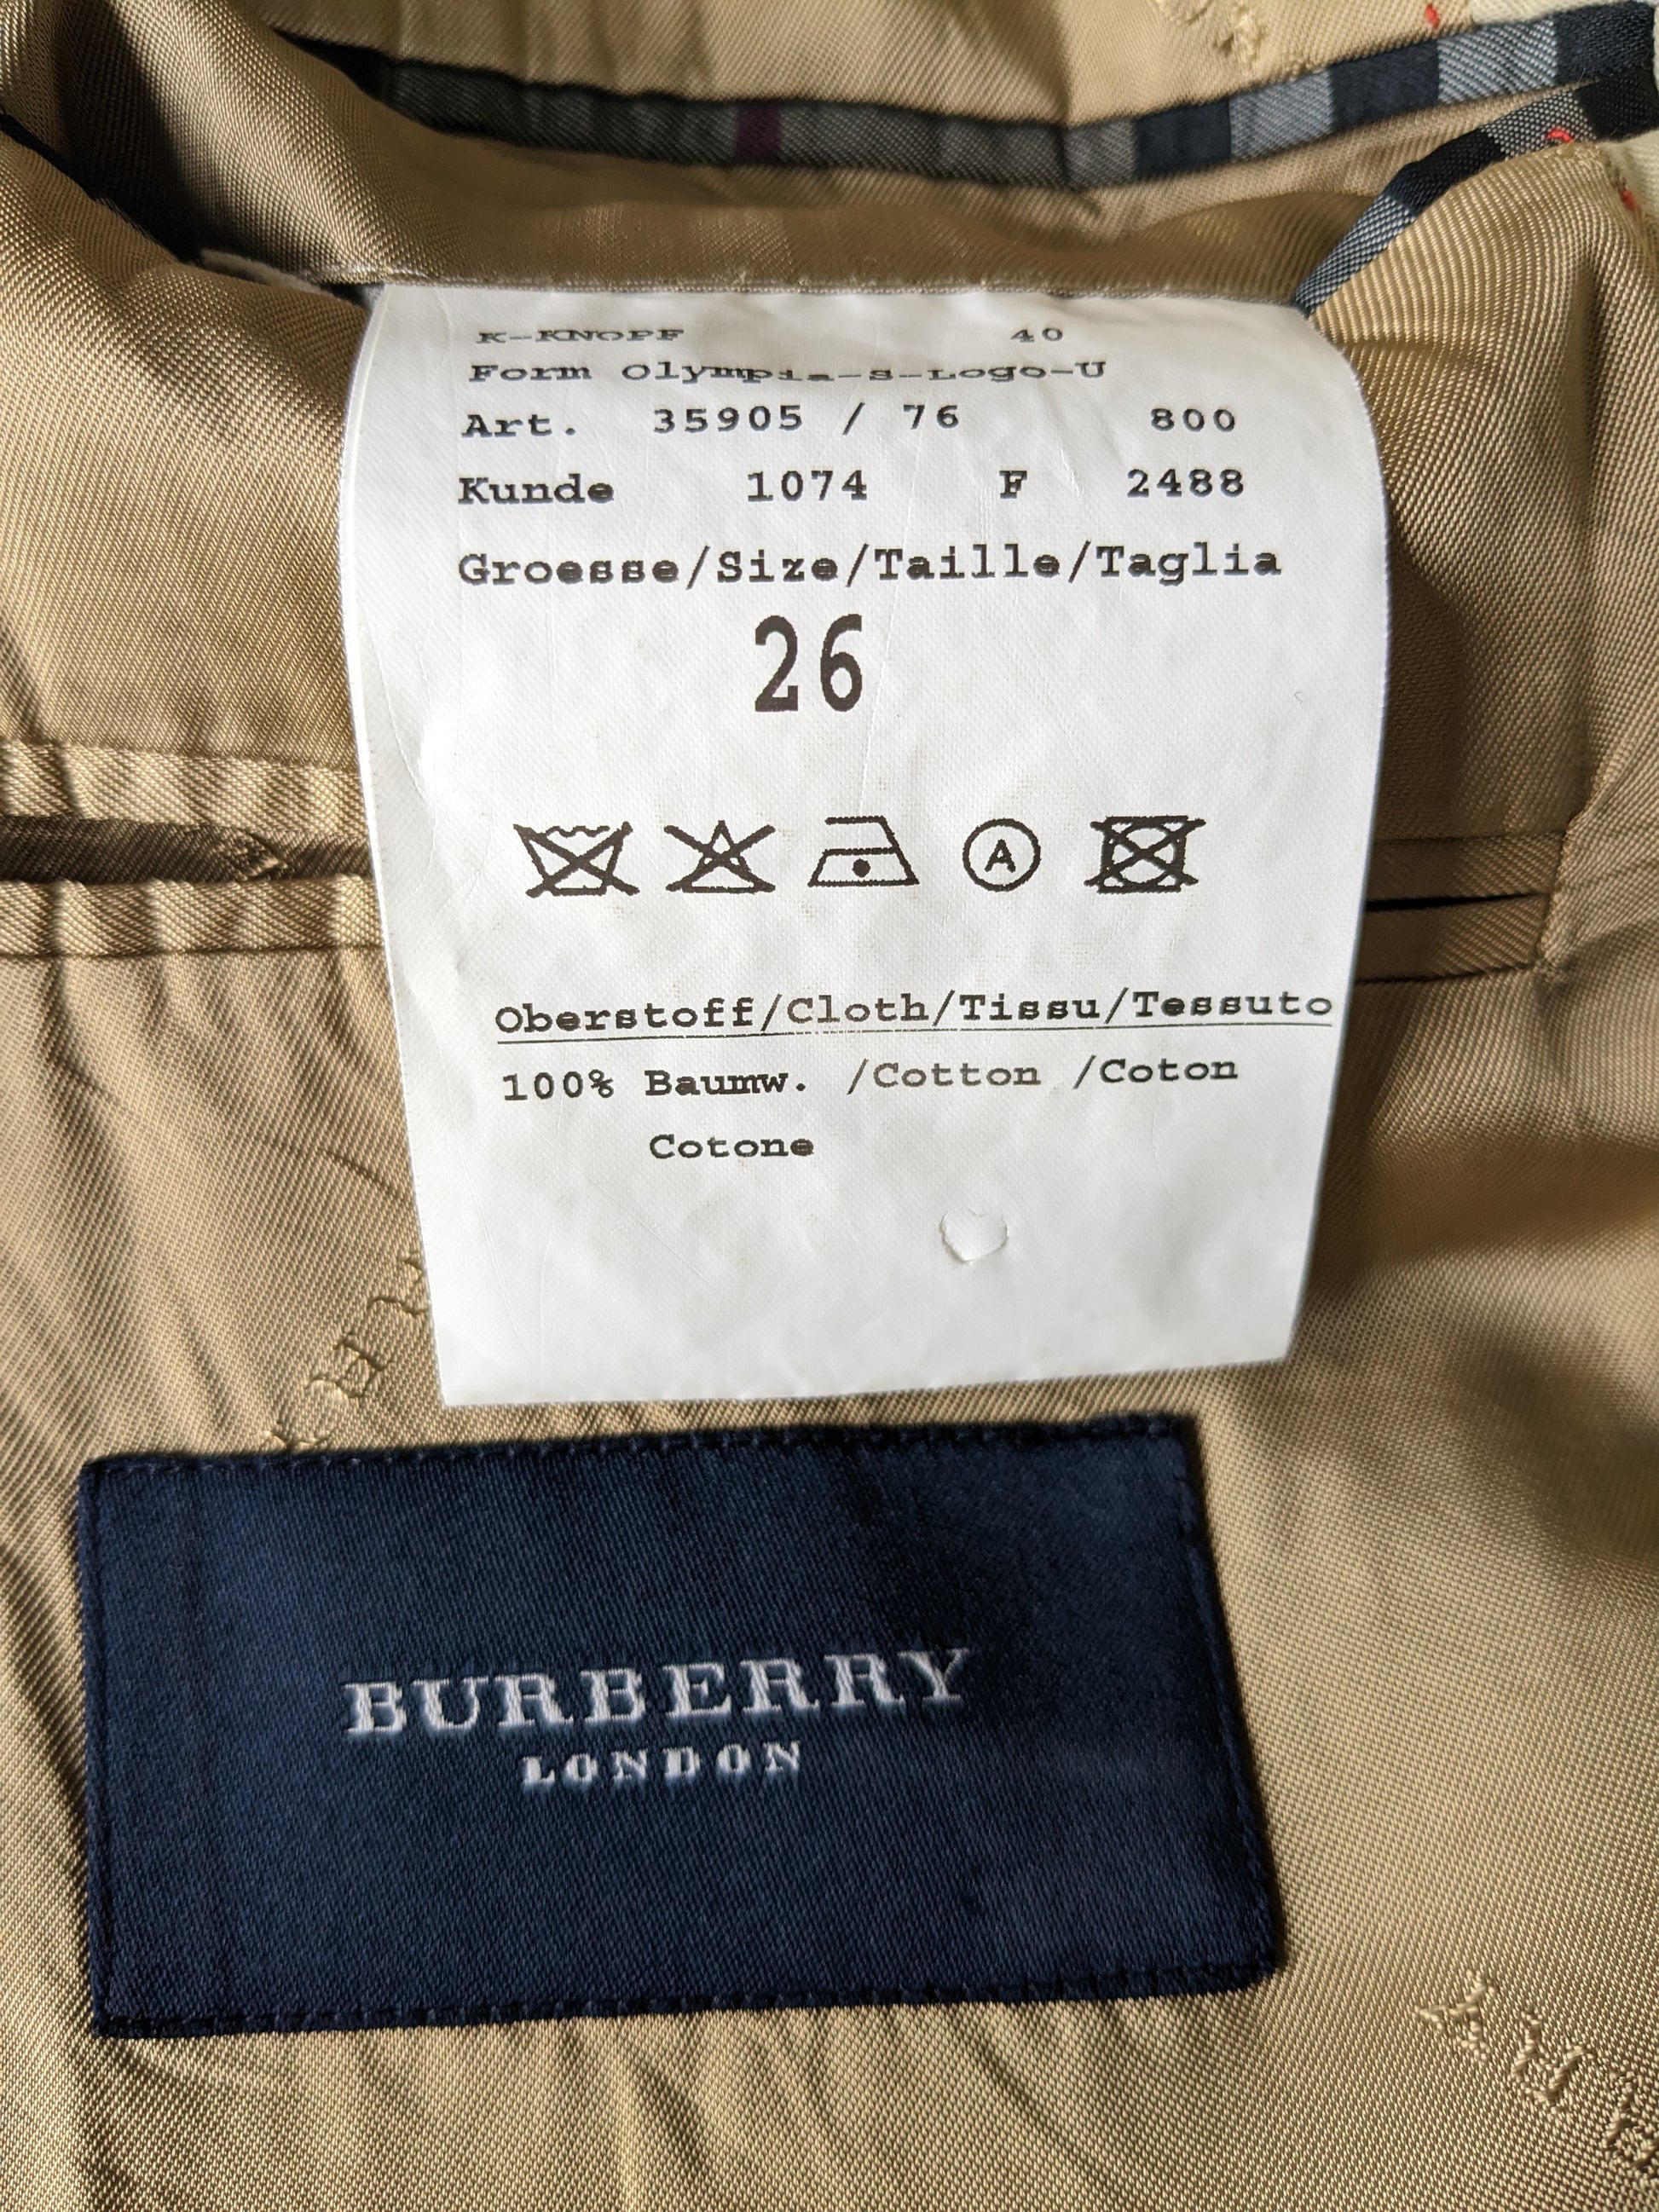 K-KNOPF 40
Form Olympia-S-Logo-U
Art. 35905 / 76 800
Kunde 1074 F 2488
Groesse/Size/Taille/Taglia
26
A
Oberstoff/Cloth/Tissu/Tessuto
100% Baumw. /Cotton /Coton
Cotone
BURBERRY
LONDON